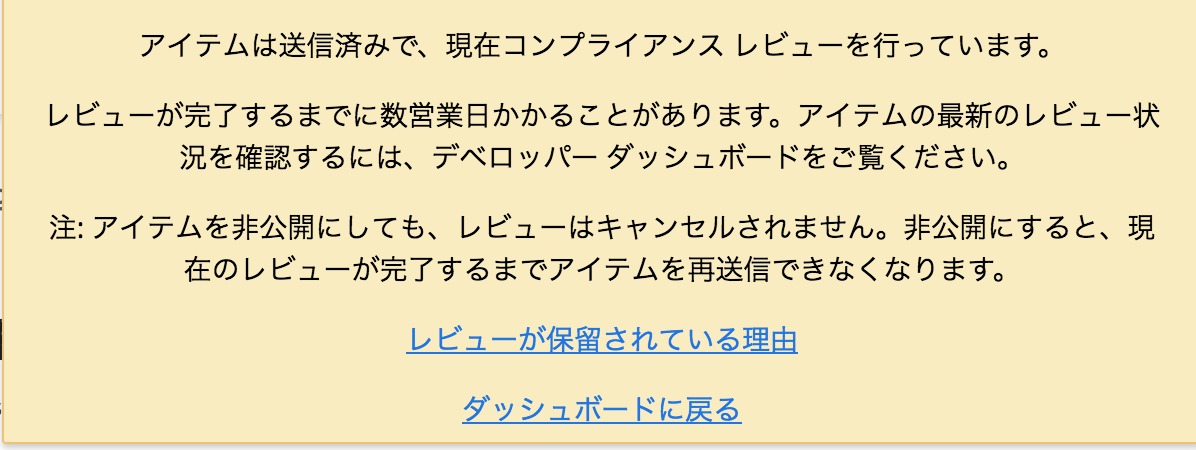 アイテムは送信済みで、現在コンプライアンス レビューを行っています。
レビューが完了するまでに数営業日かかることがあります。アイテムの最新のレビュー状
況を確認するには、デベロッパー ダッシュボードをご覧ください。
注: アイテムを非公開にしても、レビューはキャンセルされません。非公開にすると、現
在のレビューが完了するまでアイテムを再送信できなくなります。
レビューが保留されている理由
ダッシュボードに戻る